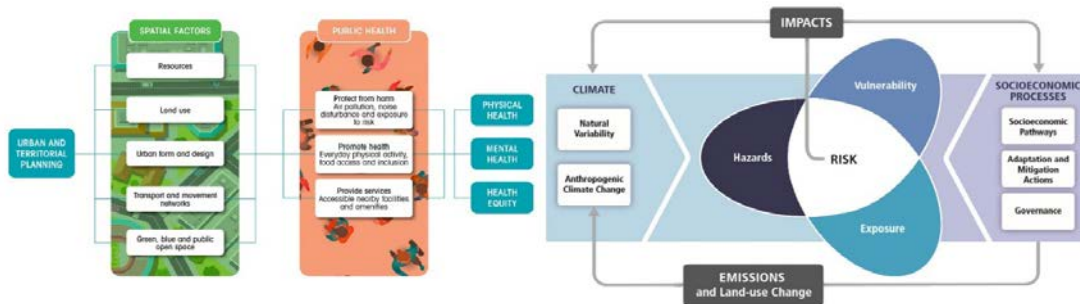 URBAN AND
TERRITORIAL
PLANNING
SPATIAL FACTORS
Resources
Land use
Urban form and design
Transport and movement
networks
Green, blue and public
open space
PUBLIC HEALTH
Protect from harm
Air pollution, noise
disturbance and exposure
to risk
Promote health
Everyday physical activity,
food access and inclusion
Provide services
Accessible nearby facilities
and amenities
PHYSICAL
HEALTH
MENTAL
HEALTH
HEALTH
EQUITY
IMPACTS
CLIMATE
Natural
Variability
Anthropogenic
Climate Change
Vulnerability
Hazards
RISK
Exposure
SOCIOECONOMIC
PROCESSES
Socioeconomic
Pathways
Adaptation and
Mitigation
Actions
Governance
EMISSIONS
and Land-use Change